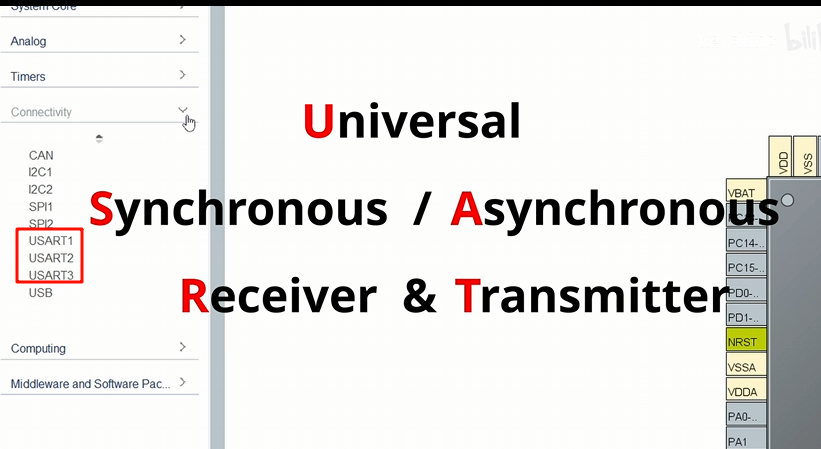 System Core
Analog
Timers
Connectivity
CAN
I2C1
I2C2
SPI1
SPI2
USART1
USART2
USART3
USB
Computing
Middleware and Software Pac...
Universal
Synchronous / Asynchronous
Receiver & Transmitter
VDD
VSS
VBAT
PC14-..
PC15-..
PD0-..
PD1-..
NRST
VSSA
VDDA
PA0-..
PA1